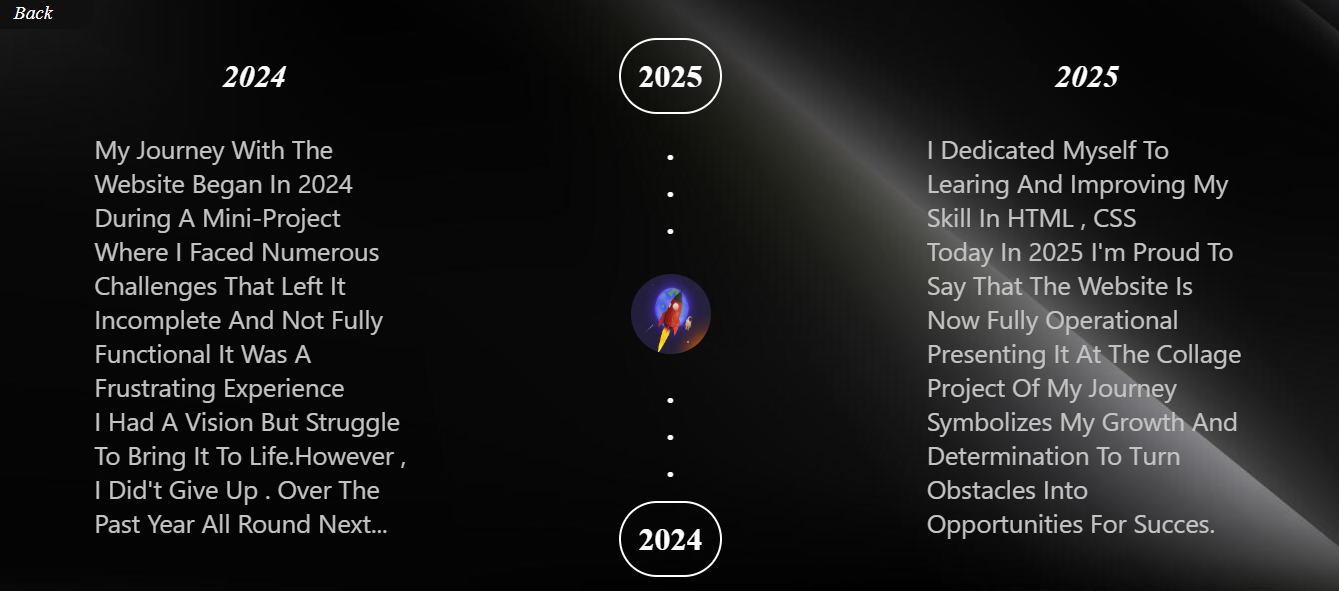 Back
2024
My Journey With The
Website Began In 2024
During A Mini-Project
Where I Faced Numerous
Challenges That Left It
Incomplete And Not Fully
Functional It Was A
Frustrating Experience
I Had A Vision But Struggle
To Bring It To Life.However ,
I Did't Give Up . Over The
Past Year All Round Next...
2025
2024
2025
I Dedicated Myself To
Learing And Improving My
Skill In HTML , CSS
Today In 2025 I'm Proud To
Say That The Website Is
Now Fully Operational
Presenting It At The Collage
Project Of My Journey
Symbolizes My Growth And
Determination To Turn
Obstacles Into
Opportunities For Succes.